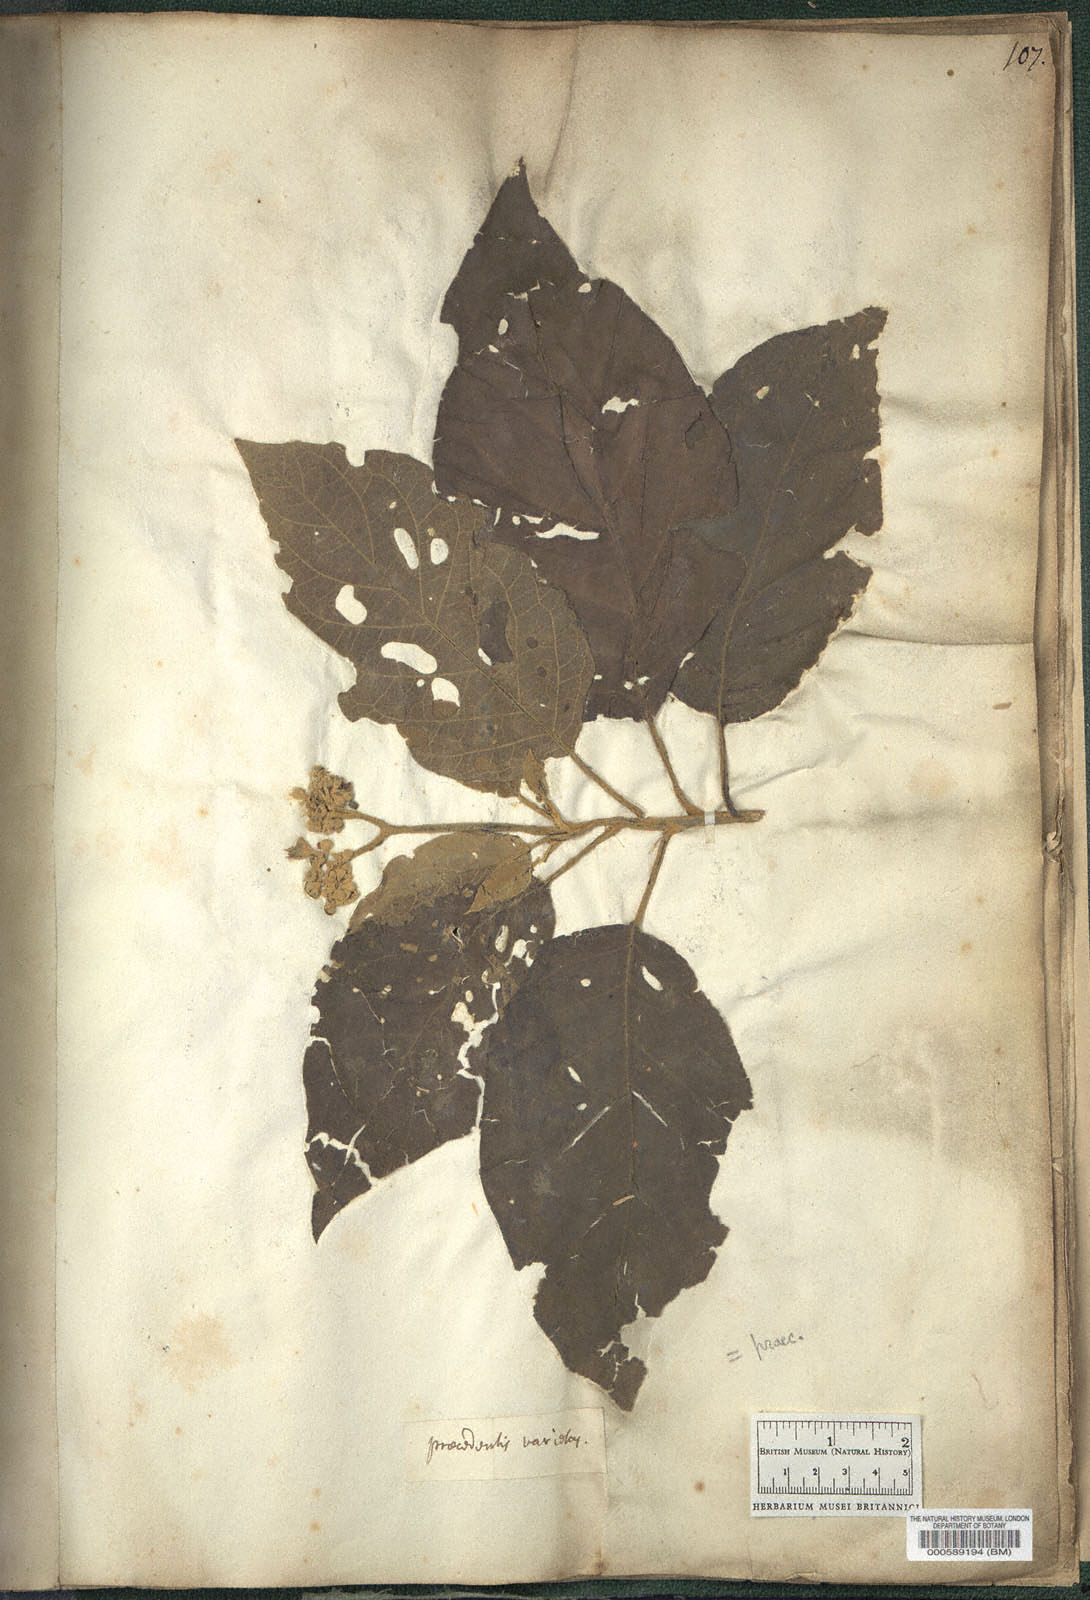 107.
= praec.
præcedentis varietas.
1 2
BRITISH MUSEUM (NATURAL HISTORY)
1 2 3 4 5
HERBARIUM MUSEI BRITANNICI
THE NATURAL HISTORY MUSEUM, LONDON
DEPARTMENT OF BOTANY
000589194 (BM)